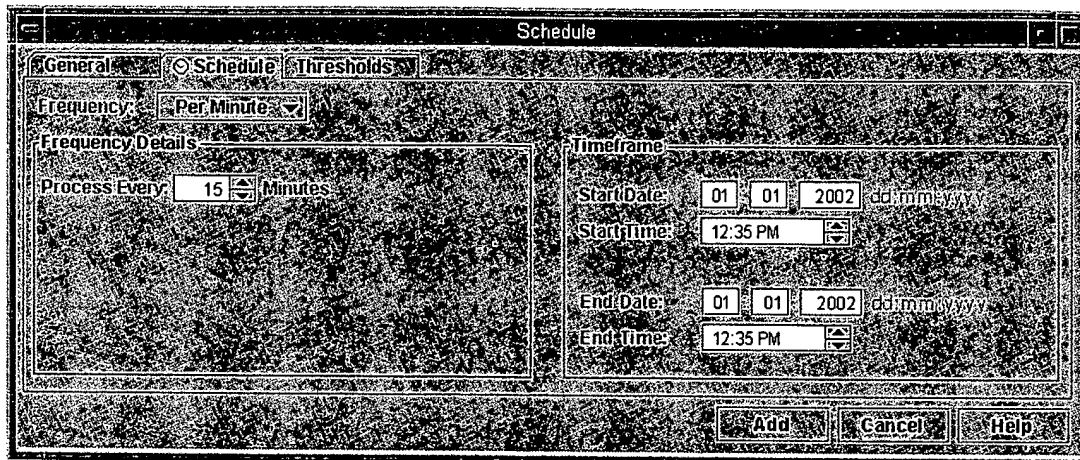 Schedule
General Schedule Thresholds
Frequency: Per Minute
Frequency Details
Process Every: 15 Minutes
Timeframe
Start Date: 01 01 2002 dd.mm.yyyy
Start Time: 12:35 PM
End Date: 01 01 2002 dd.mm.yyyy
End Time: 12:35 PM
Add Cancel Help